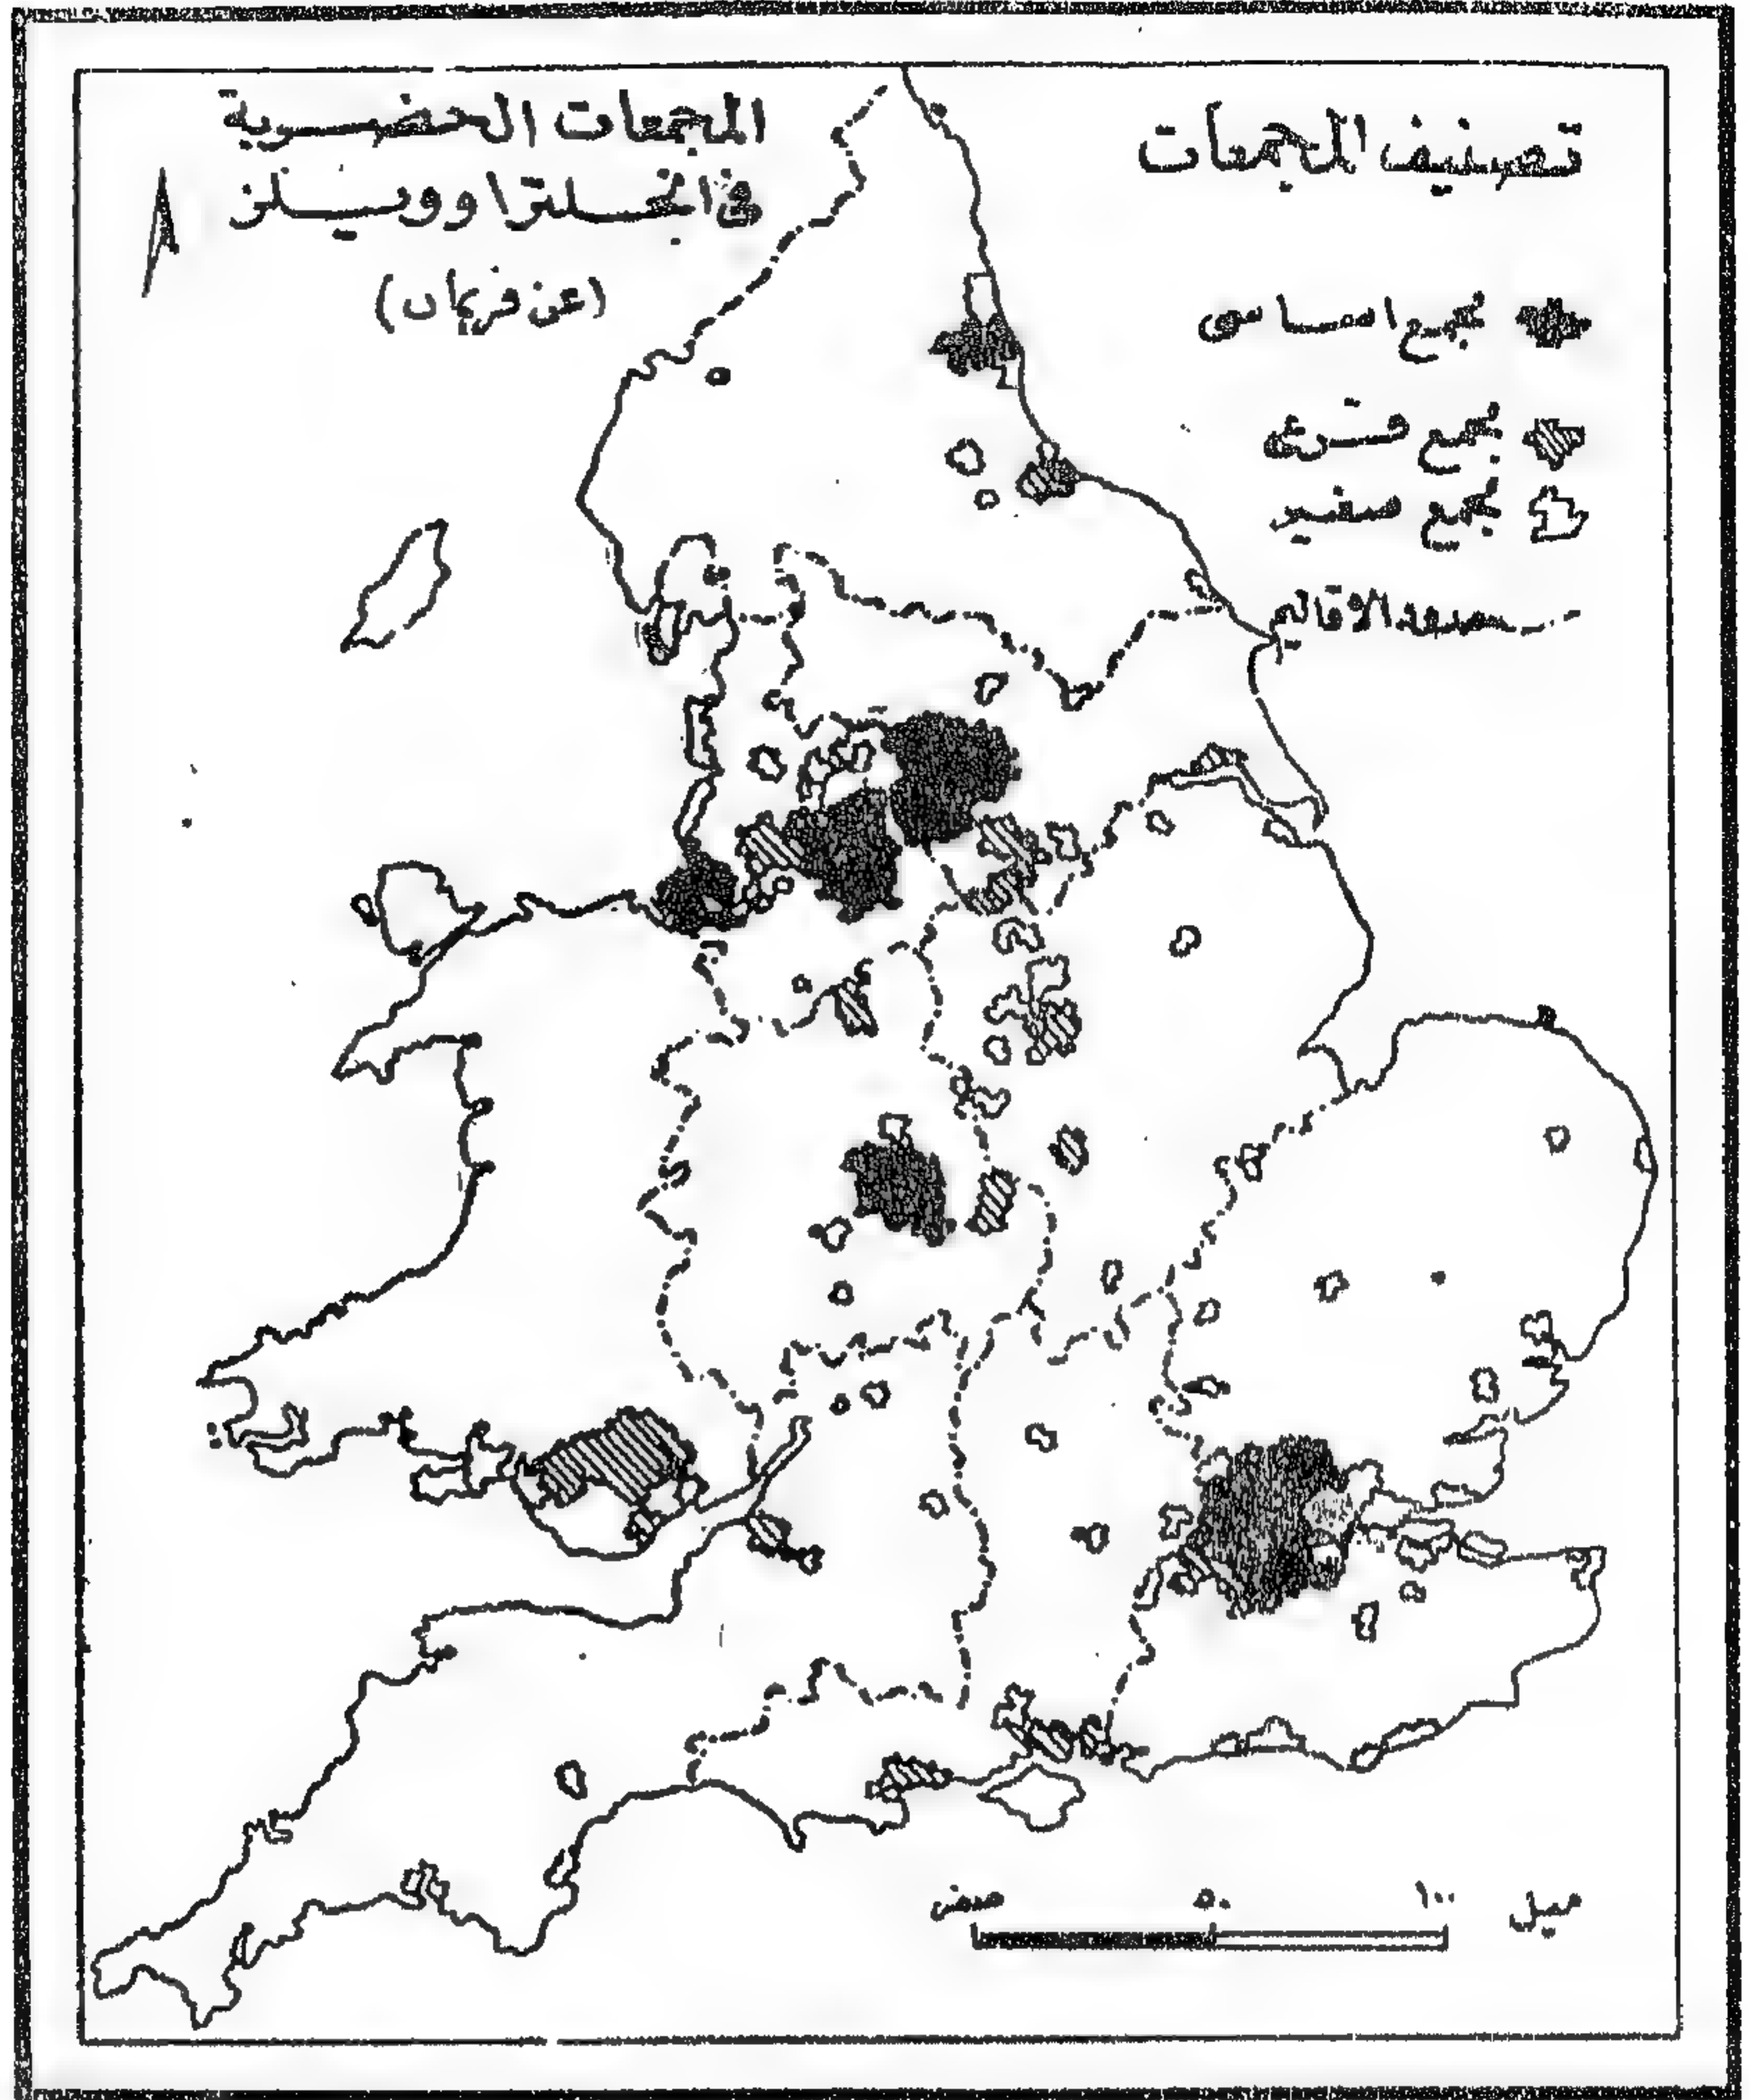 المجمعات الحضرية
فى انجلترا وويلز
(عن فريمان)
تصنيف المجمعات
مجمع اساسى
مجمع فرعى
مجمع صغير
حدود الاقاليم
صفر ٥٠ ١٠٠ ميل